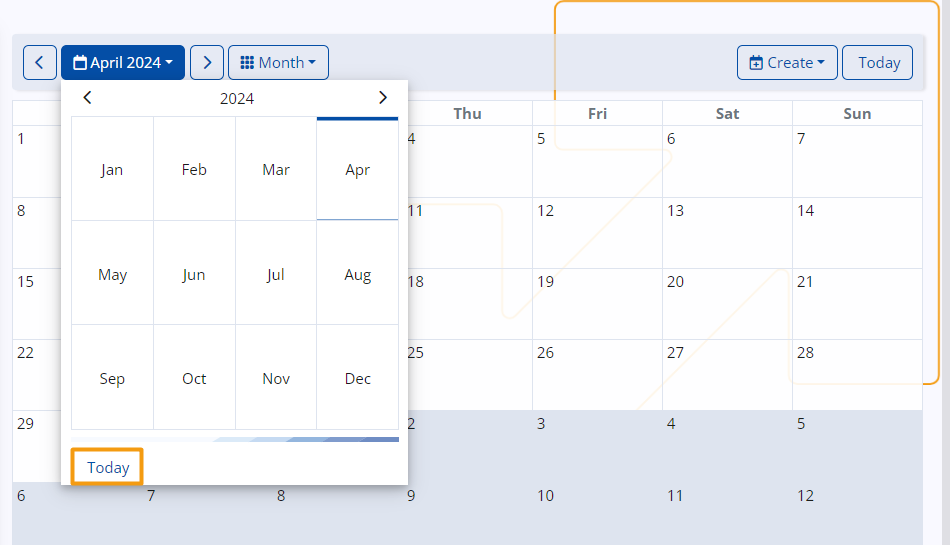 April 2024 Month Create Today
2024
Thu Fri Sat Sun
1 4 5 6 7
Jan Feb Mar Apr
8 11 12 13 14
May Jun Jul Aug
15 18 19 20 21
22 25 26 27 28
Sep Oct Nov Dec
29 2 3 4 5
Today
6 7 8 9 10 11 12